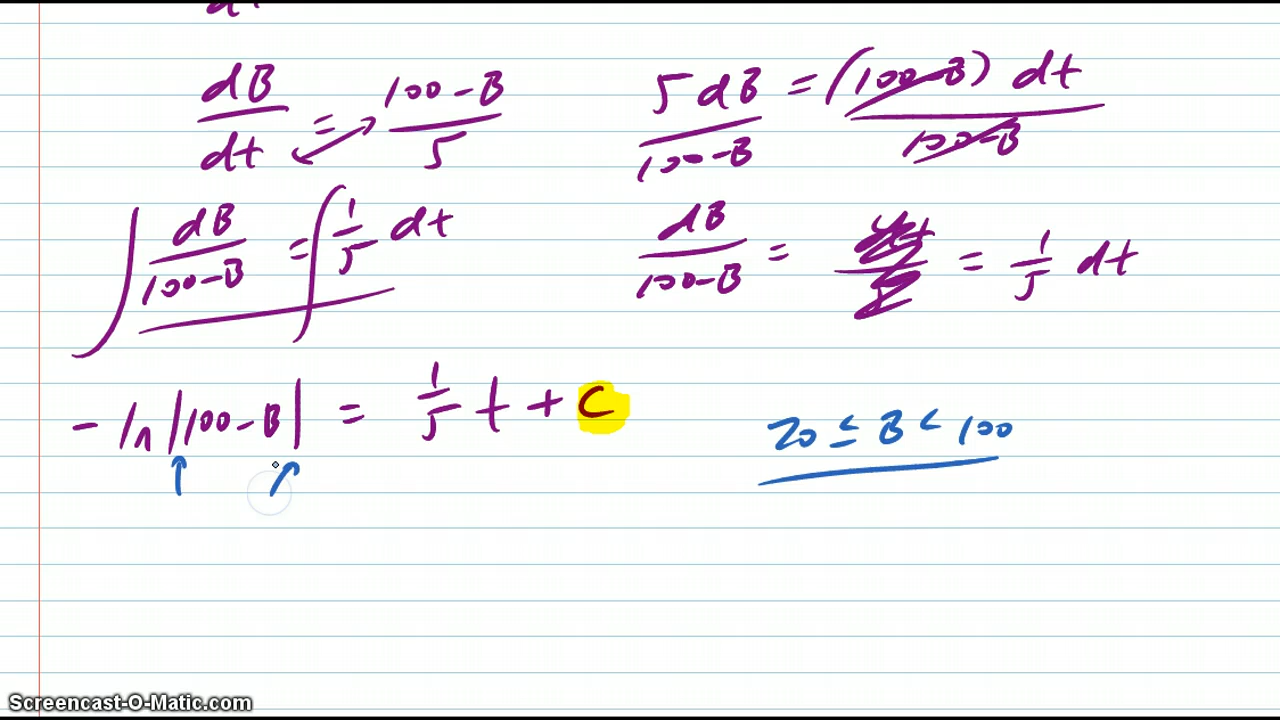 dB/dt = 100-B/5
5 dB/100-B = (100-B) dt/100-B
∫ dB/100-B = ∫ 1/5 dt
dB/100-B = = 1/5 dt
- ln |100-B| = 1/5 t + C
20 ≤ B < 100
Screencast-O-Matic.com